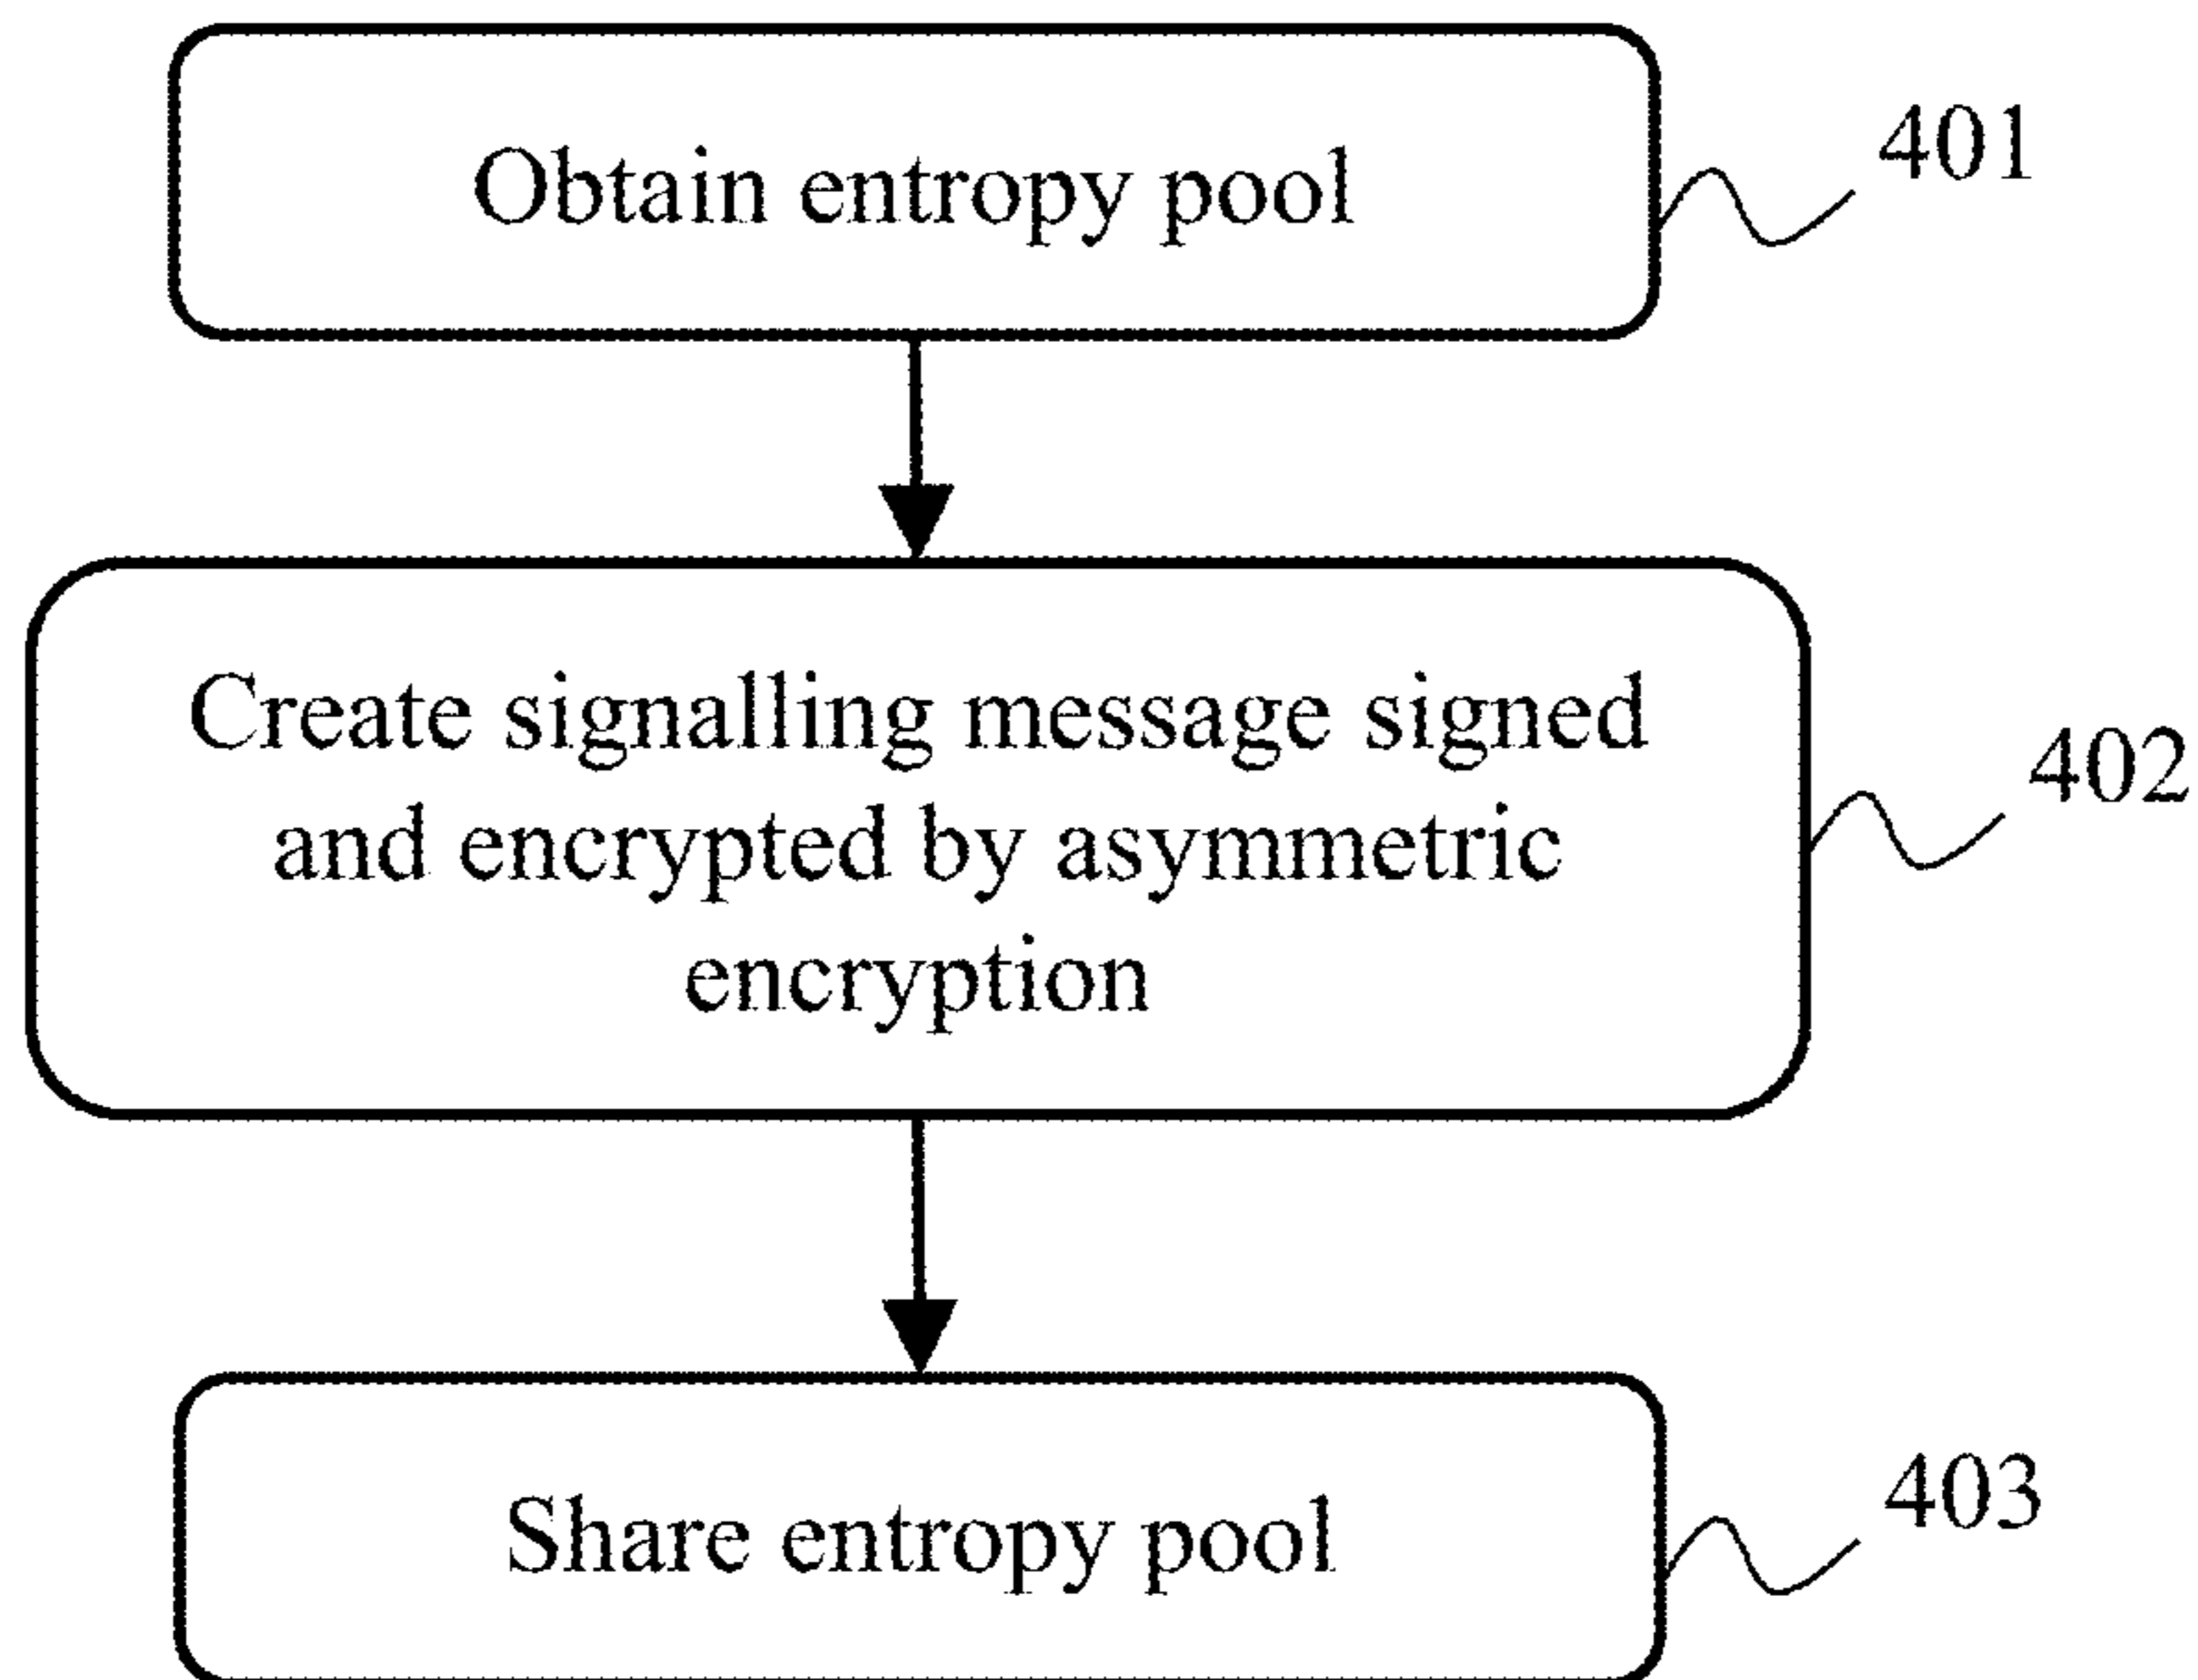 Obtain entropy pool
401
Create signalling message signed
and encrypted by asymmetric
encryption
402
Share entropy pool
403